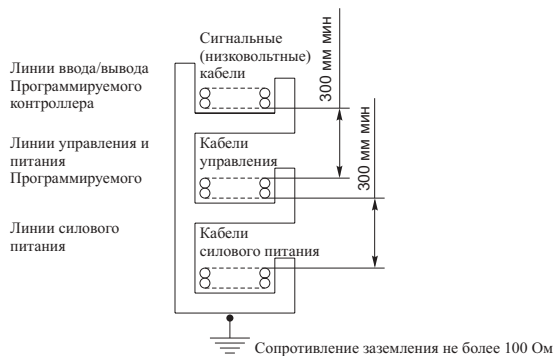 Сигнальные
(низковольтные)
кабели
Линии ввода/вывода
Программируемого
контроллера
300 мм мин
Линии управления и
питания
Программируемого
Кабели
управления
300 мм мин
Линии силового
питания
Кабели
силового питания
Сопротивление заземления не более 100 Ом